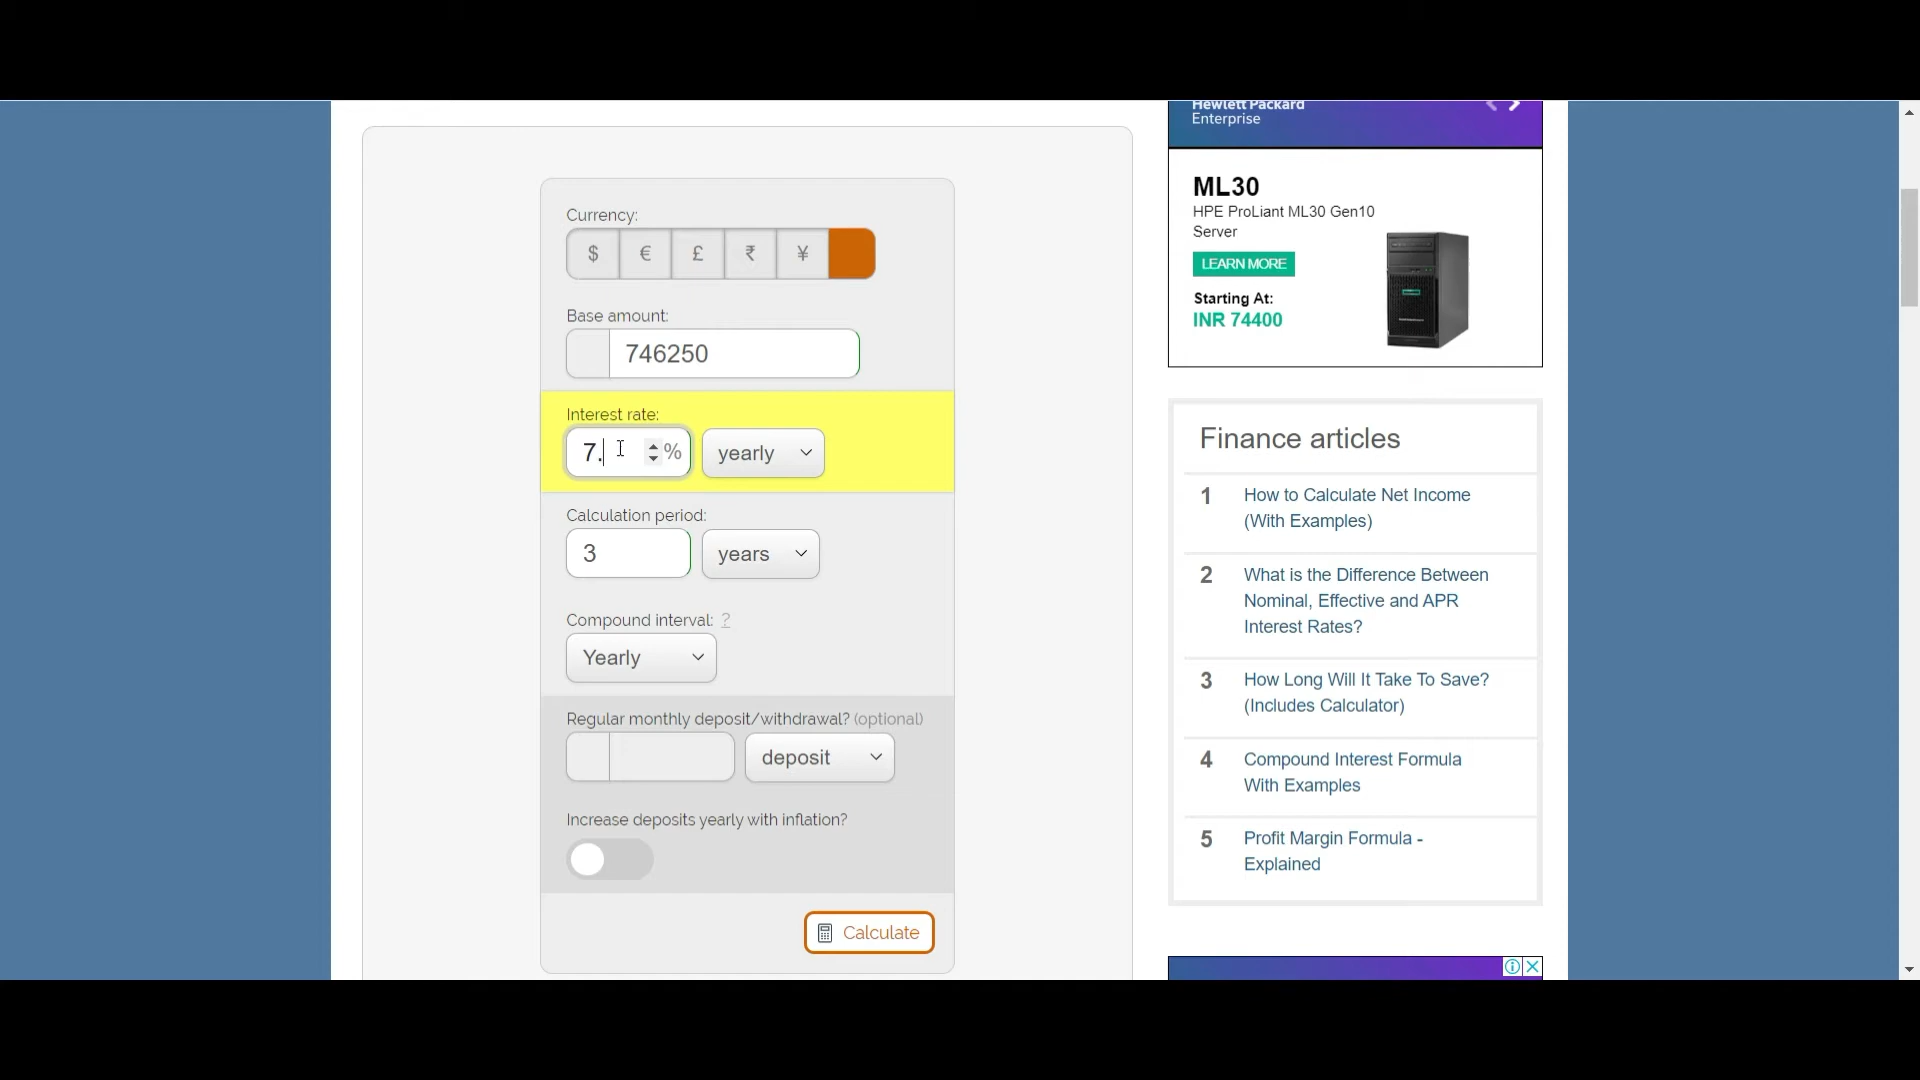 Currency:
$ € £ ₹ ¥
Base amount:
746250
Interest rate:
7. % yearly
Calculation period:
3 years
Compound interval: ?
Yearly
Regular monthly deposit/withdrawal? (optional)
deposit
Increase deposits yearly with inflation?
Calculate
Hewlett Packard
Enterprise
ML30
HPE ProLiant ML30 Gen10
Server
LEARN MORE
Starting At:
INR 74400
Finance articles
1 How to Calculate Net Income
(With Examples)
2 What is the Difference Between
Nominal, Effective and APR
Interest Rates?
3 How Long Will It Take To Save?
(Includes Calculator)
4 Compound Interest Formula
With Examples
5 Profit Margin Formula -
Explained